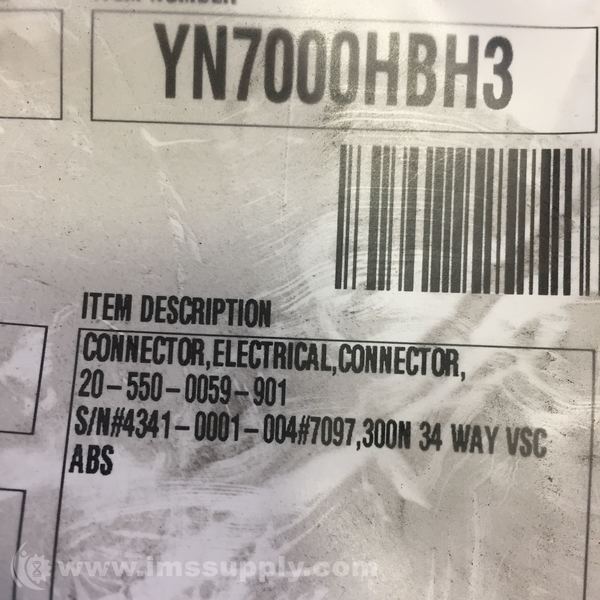 YN7000HBH3
ITEM DESCRIPTION
CONNECTOR,ELECTRICAL,CONNECTOR,
20-550-0059-901
S/N#4341-0001-004#7097,300N 34 WAY VSC
ABS
www.imssupply.com